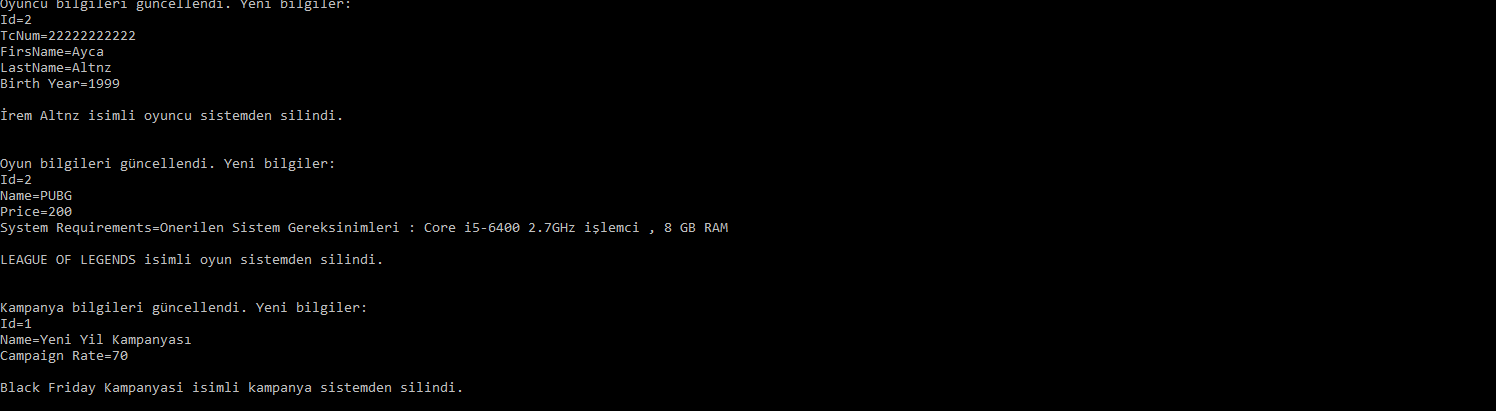 Oyuncu bilgileri güncellendi. Yeni bilgiler:
Id=2
TcNum=22222222222
FirsName=Ayca
LastName=Altnz
Birth Year=1999
İrem Altnz isimli oyuncu sistemden silindi.
Oyun bilgileri güncellendi. Yeni bilgiler:
Id=2
Name=PUBG
Price=200
System Requirements=Onerilen Sistem Gereksinimleri : Core i5-6400 2.7GHz işlemci , 8 GB RAM
LEAGUE OF LEGENDS isimli oyun sistemden silindi.
Kampanya bilgileri güncellendi. Yeni bilgiler:
Id=1
Name=Yeni Yil Kampanyası
Campaign Rate=70
Black Friday Kampanyasi isimli kampanya sistemden silindi.